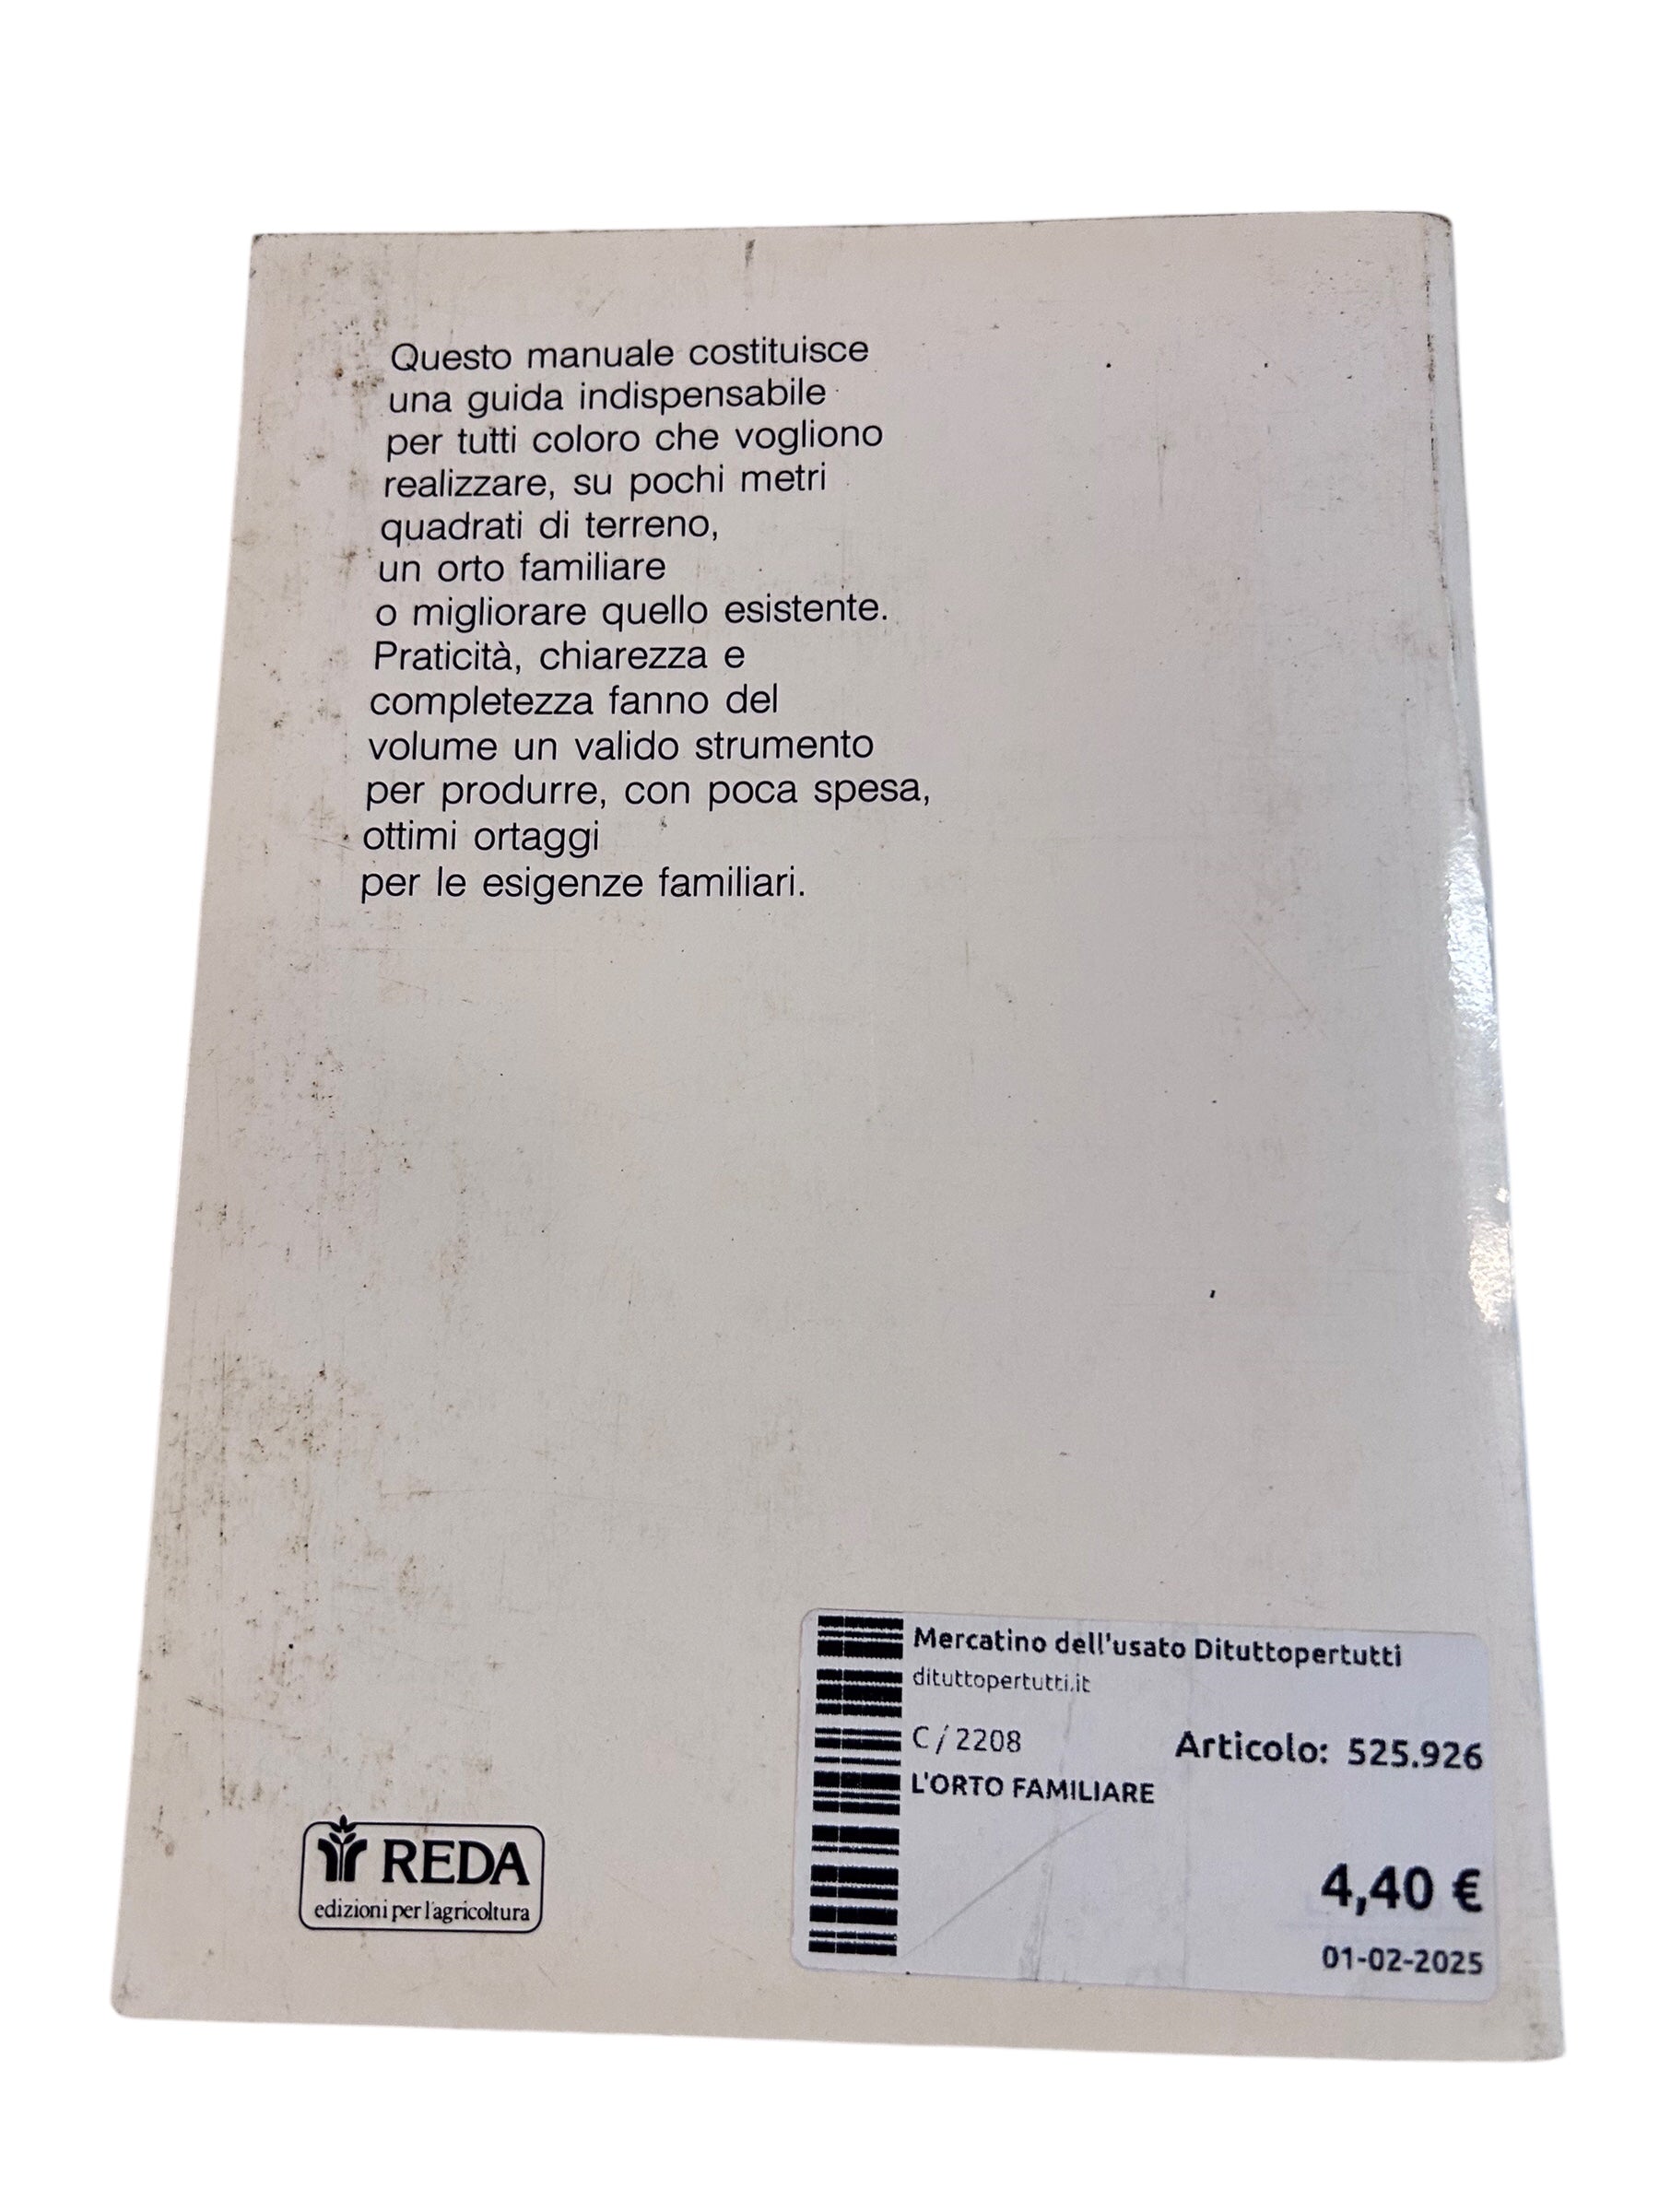 Questo manuale costituisce
una guida indispensabile
per tutti coloro che vogliono
realizzare, su pochi metri
quadrati di terreno,
un orto familiare
o migliorare quello esistente.
Praticità, chiarezza e
completezza fanno del
volume un valido strumento
per produrre, con poca spesa,
ottimi ortaggi
per le esigenze familiari.
REDA
edizioni per l'agricoltura
Mercatino dell'usato Dituttopertutti
dituttopertutti.it
C / 2208 Articolo: 525.926
L'ORTO FAMILIARE
4,40 €
01-02-2025